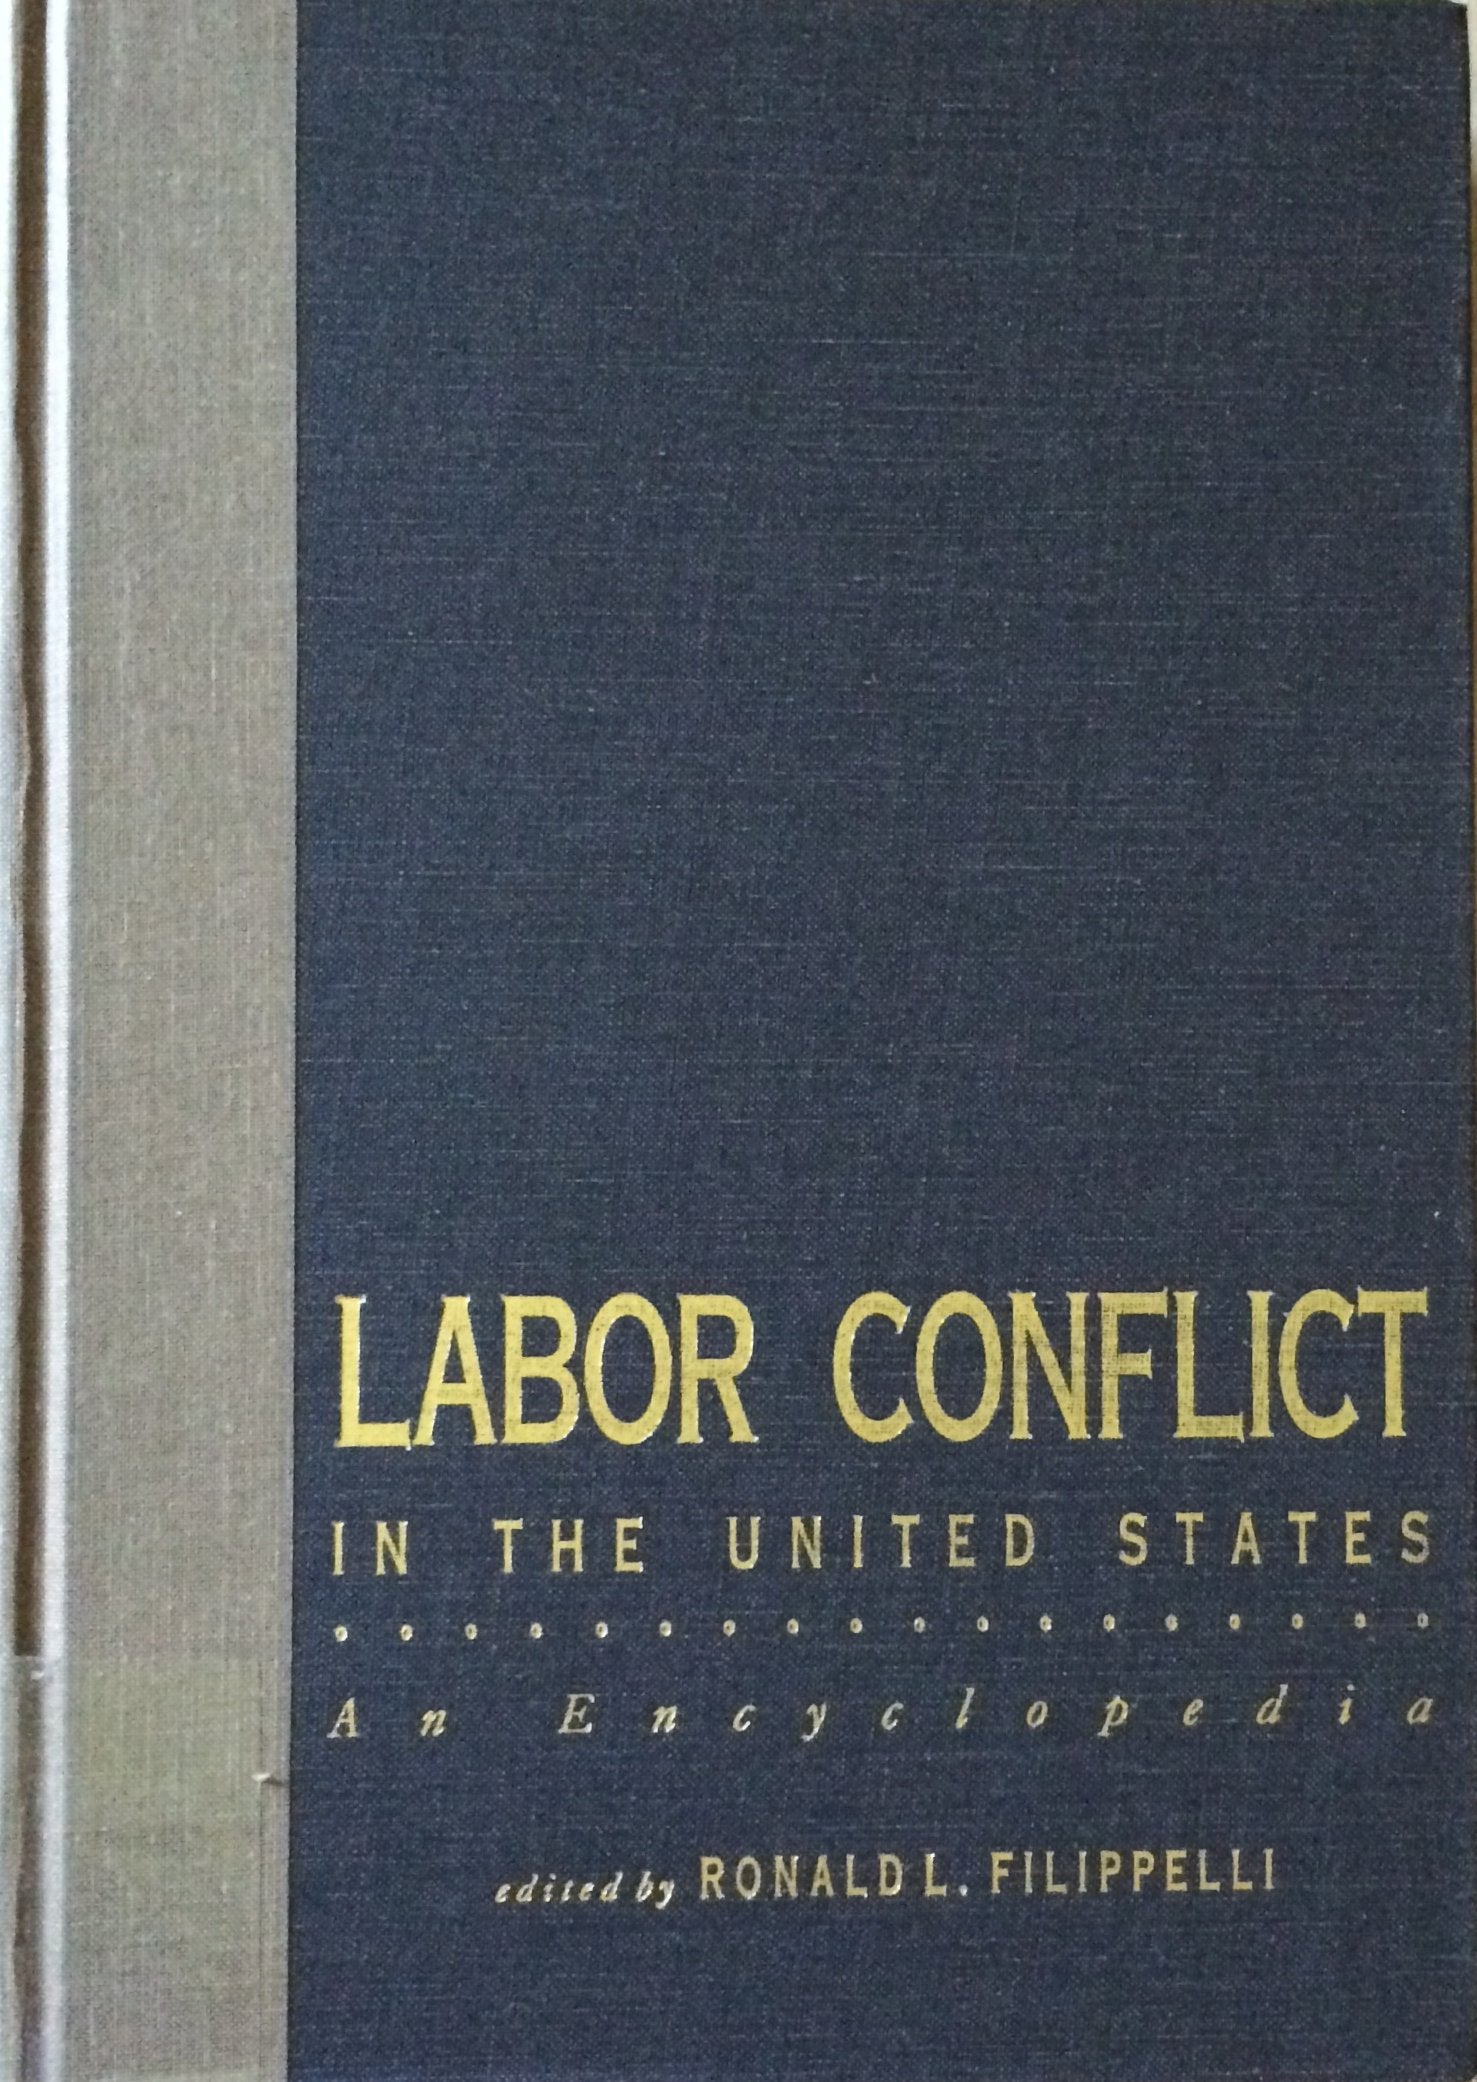 LABOR CONFLICT
IN THE UNITED STATES
An Encyclopedia
edited by RONALD L. FILIPPELLI